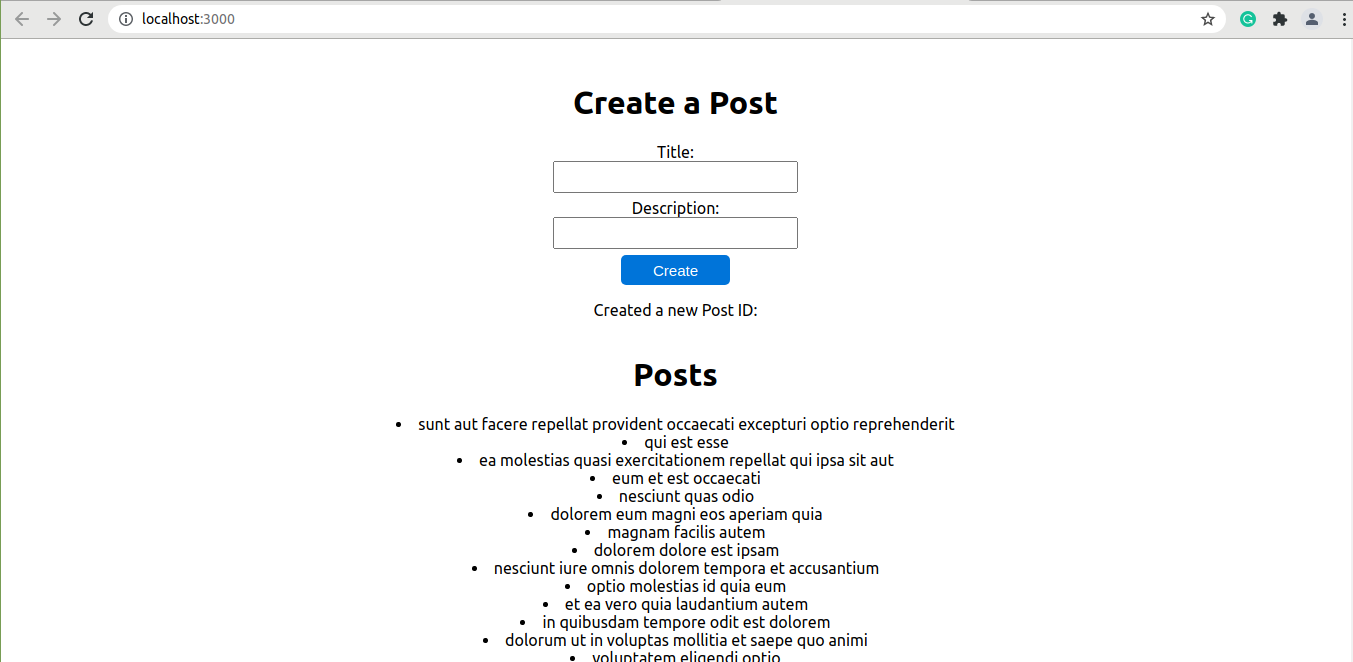 localhost:3000
Create a Post
Title:
Description:
Create
Created a new Post ID:
Posts
sunt aut facere repellat provident occaecati excepturi optio reprehenderit
qui est esse
ea molestias quasi exercitationem repellat qui ipsa sit aut
eum et est occaecati
nesciunt quas odio
dolorem eum magni eos aperiam quia
magnam facilis autem
dolorem dolore est ipsam
nesciunt iure omnis dolorem tempora et accusantium
optio molestias id quia eum
et ea vero quia laudantium autem
in quibusdam tempore odit est dolorem
dolorum ut in voluptas mollitia et saepe quo animi
voluptatem eligendi optio